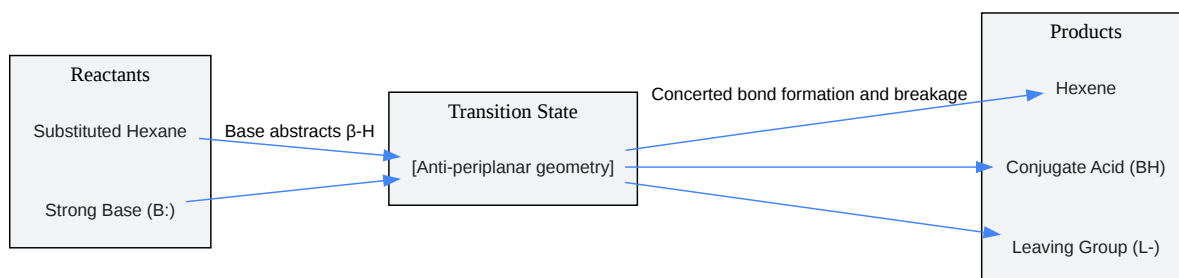 Reactants
Substituted Hexane
Strong Base (B:)
Base abstracts β-H
Transition State
[Anti-periplanar geometry]
Concerted bond formation and breakage
Products
Hexene
Conjugate Acid (BH)
Leaving Group (L-)